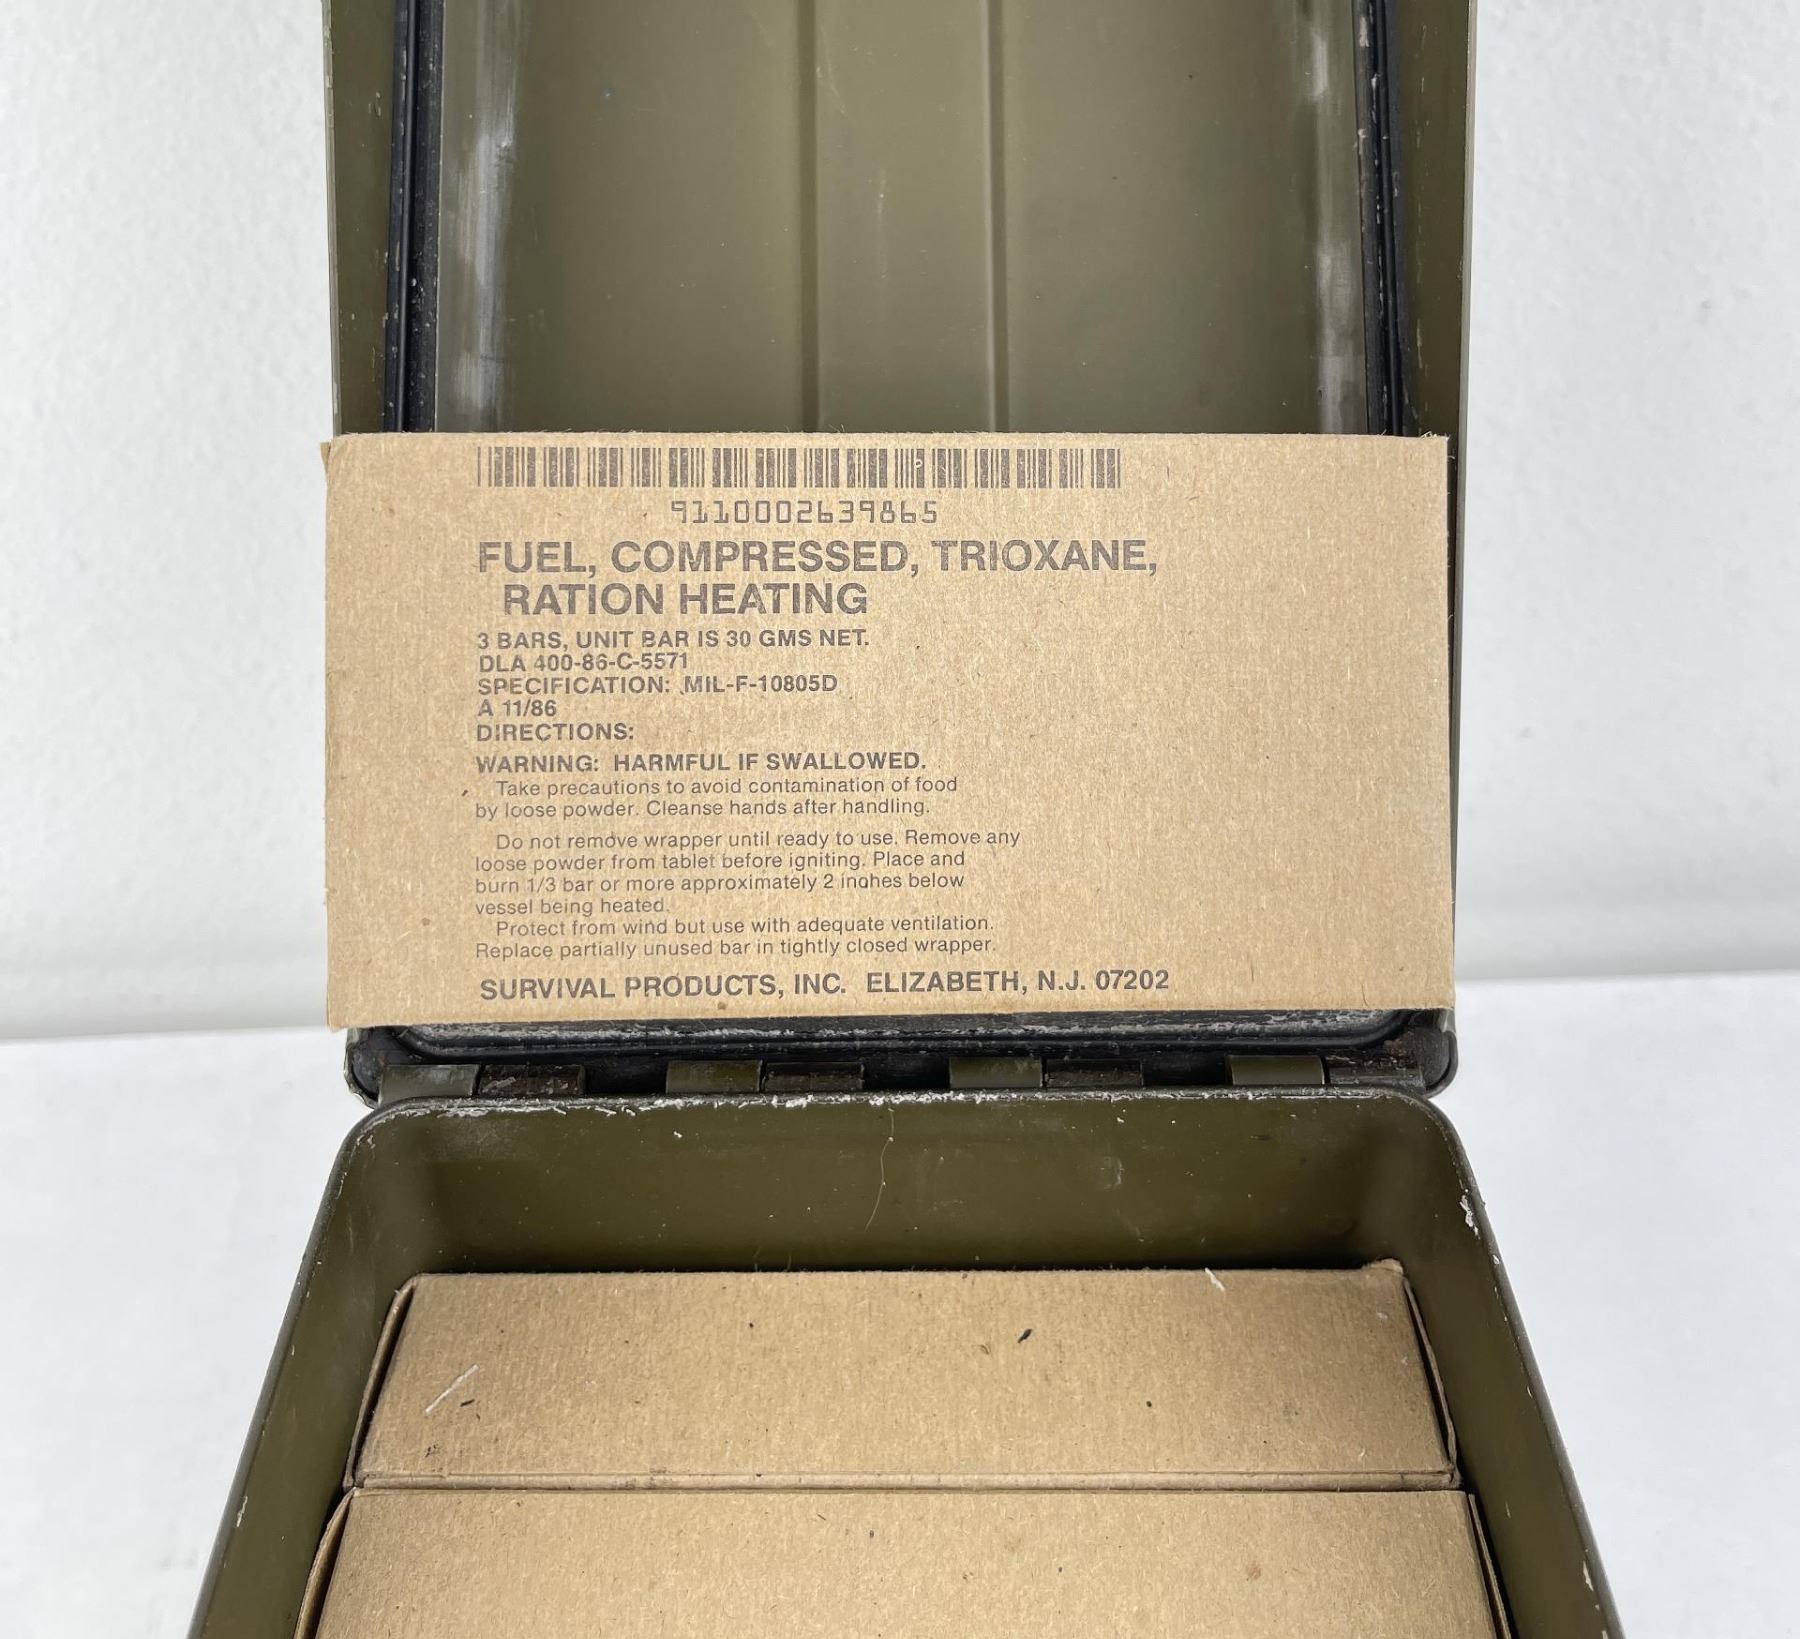 9110002639865
FUEL, COMPRESSED, TRIOXANE,
RATION HEATING
3 BARS, UNIT BAR IS 30 GMS NET.
DLA 400-86-C-5571
SPECIFICATION: MIL-F-10805D
A 11/86
DIRECTIONS:
WARNING: HARMFUL IF SWALLOWED.
Take precautions to avoid contamination of food
by loose powder. Cleanse hands after handling.
Do not remove wrapper until ready to use. Remove any
loose powder from tablet before igniting. Place and
burn 1/3 bar or more approximately 2 inches below
vessel being heated.
Protect from wind but use with adequate ventilation.
Replace partially unused bar in tightly closed wrapper.
SURVIVAL PRODUCTS, INC. ELIZABETH, N.J. 07202